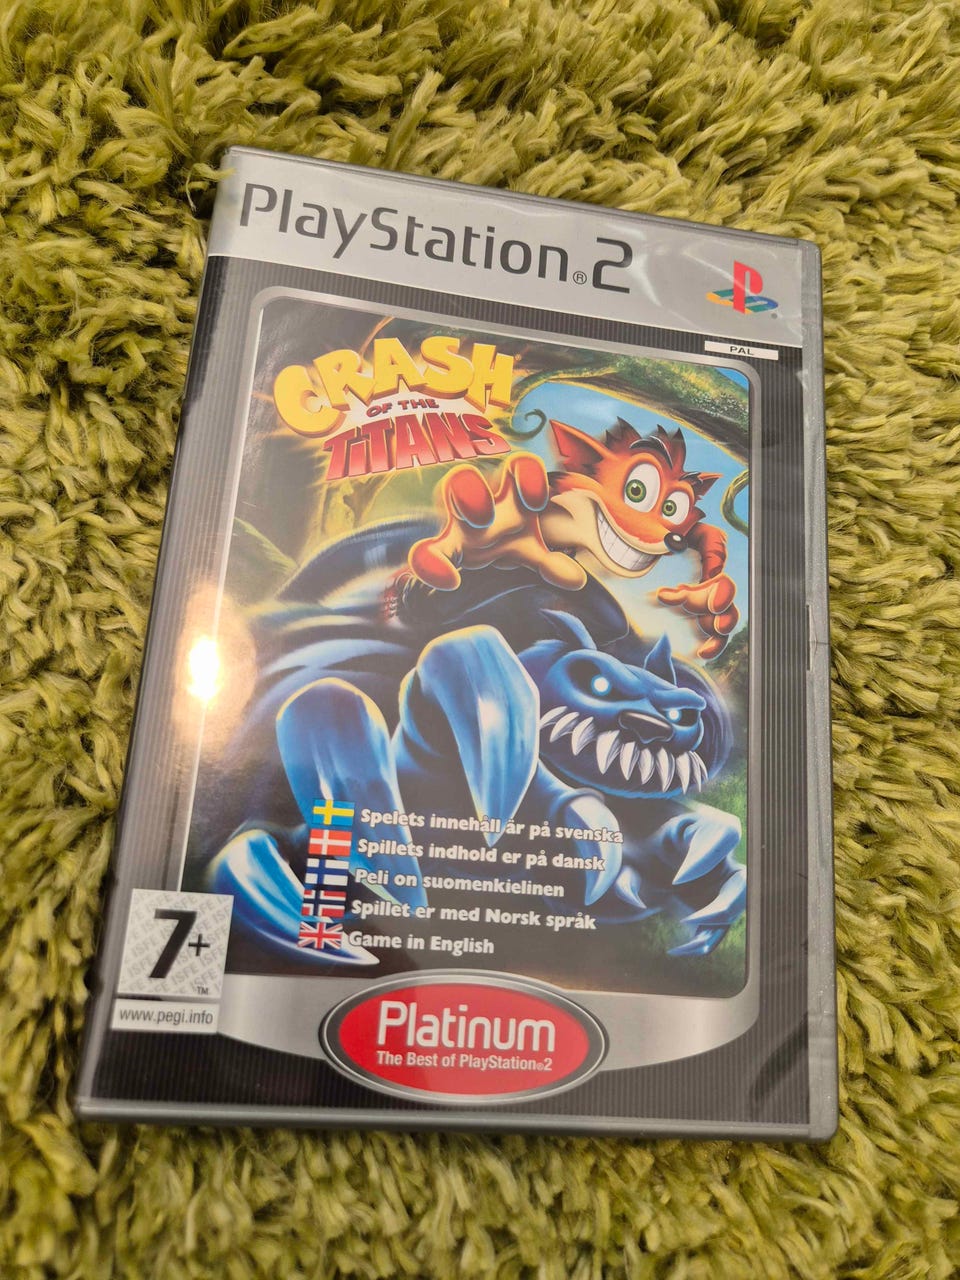 PlayStation®2
PAL
CRASH
OF THE
TITANS
Spelets innehåll är på svenska
Spillets indhold er på dansk
Peli on suomenkielinen
Spillet er med Norsk språk
Game in English
7+
TM
www.pegi.info
Platinum
The Best of PlayStation®2